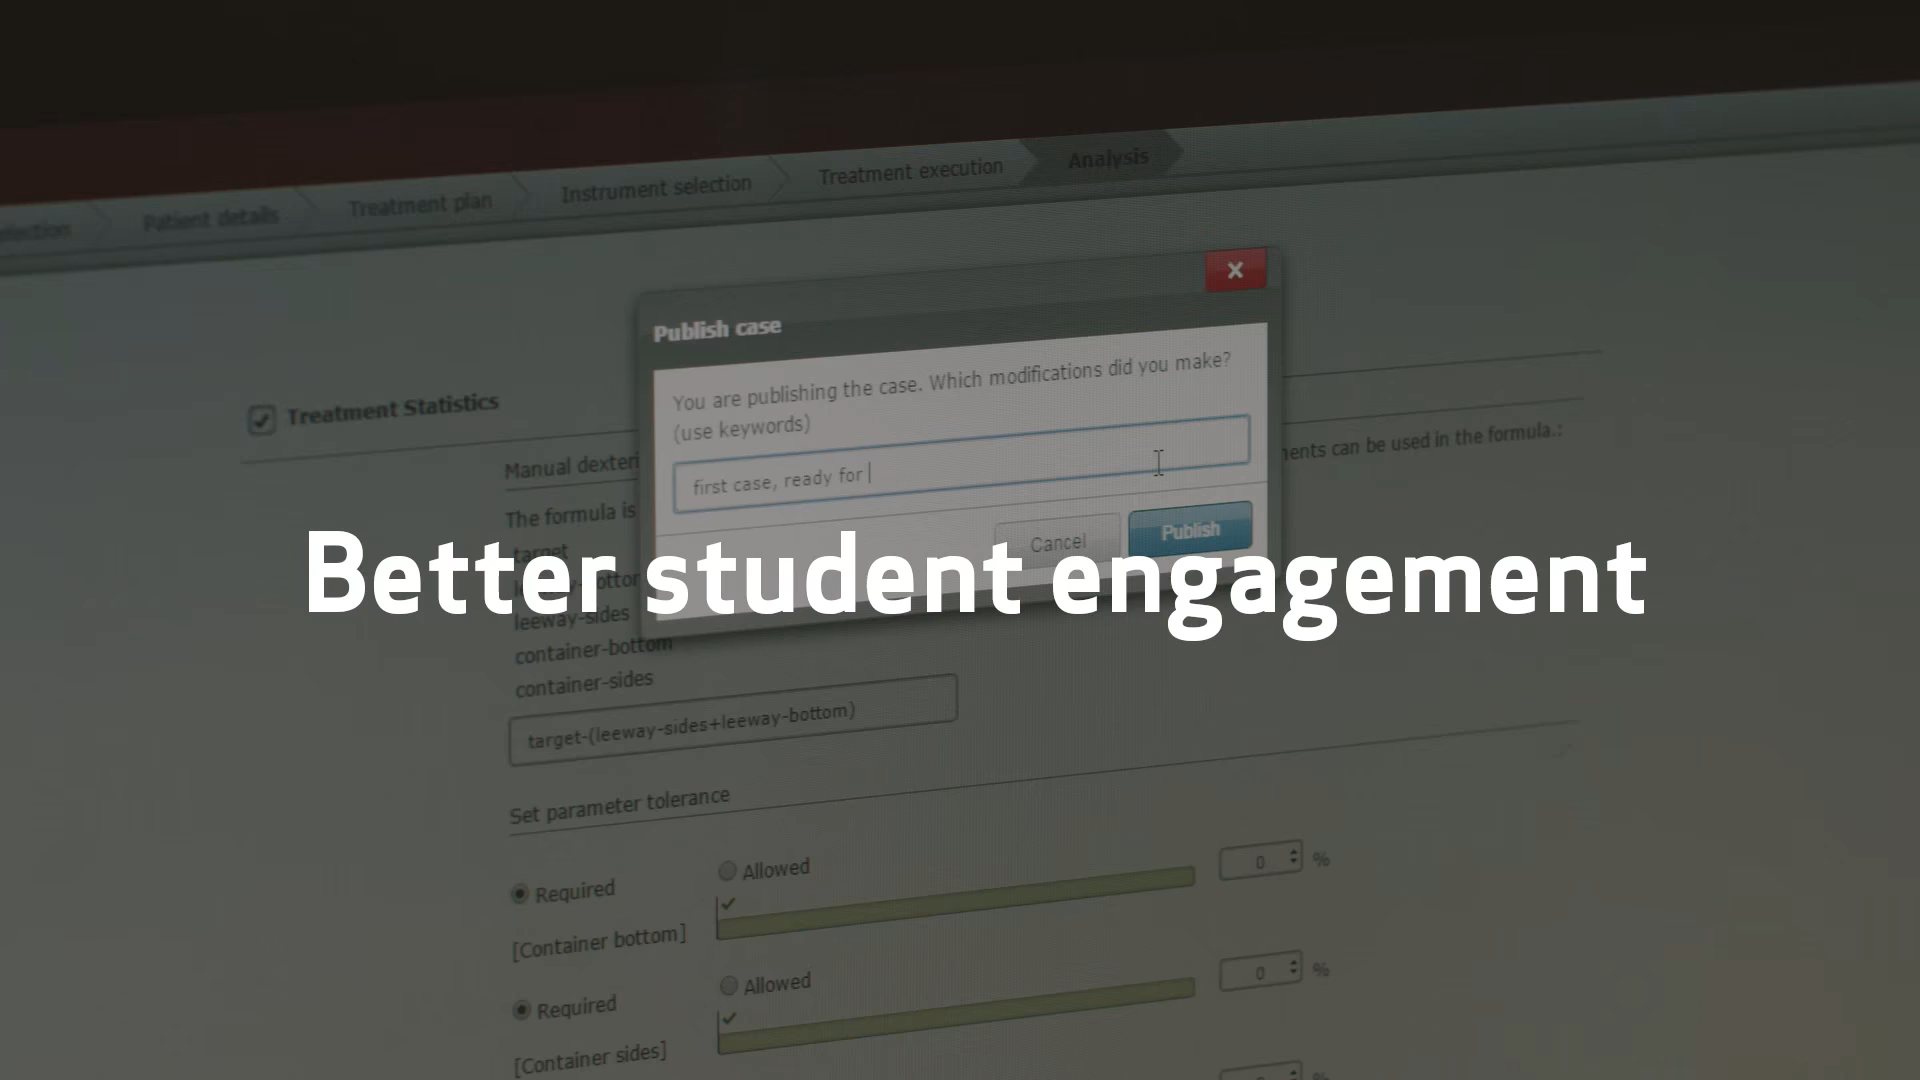 Patient details
Treatment plan
Instrument selection
Treatment execution
Analysis
Publish case
You are publishing the case. Which modifications did you make?
(use keywords)
first case, ready for
Cancel
Publish
Treatment Statistics
Manual dexteri
ents can be used in the formula.:
The formula is
target
Better student engagement
leeway-sides
container-bottom
container-sides
target-(leeway-sides+leeway-bottom)
Set parameter tolerance
Required
Allowed
0 %
[Container bottom]
Required
Allowed
0 %
[Container sides]
%